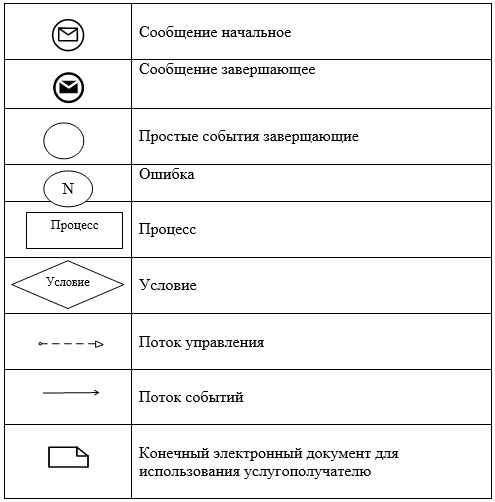 Сообщение начальное
Сообщение завершающее
Простые события заверщающие
N
Ошибка
Процесс
Процесс
Условие
Условие
Поток управления
Поток событий
Конечный электронный документ для
использования услугополучателю